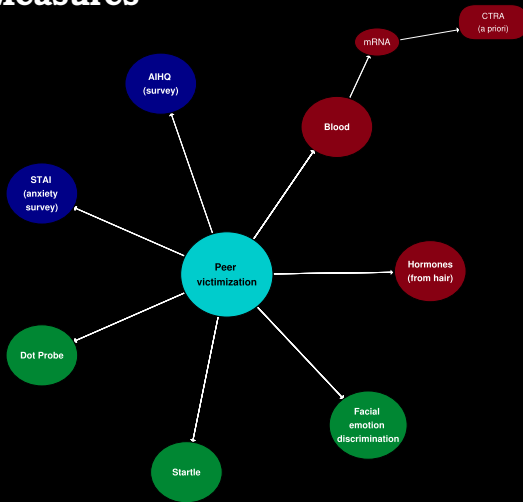 Measures
CTRA
(a priori)
mRNA
AIHQ
(survey)
Blood
STAI
(anxiety
survey)
Peer
victimization
Hormones
(from hair)
Dot Probe
Facial
emotion
discrimination
Startle